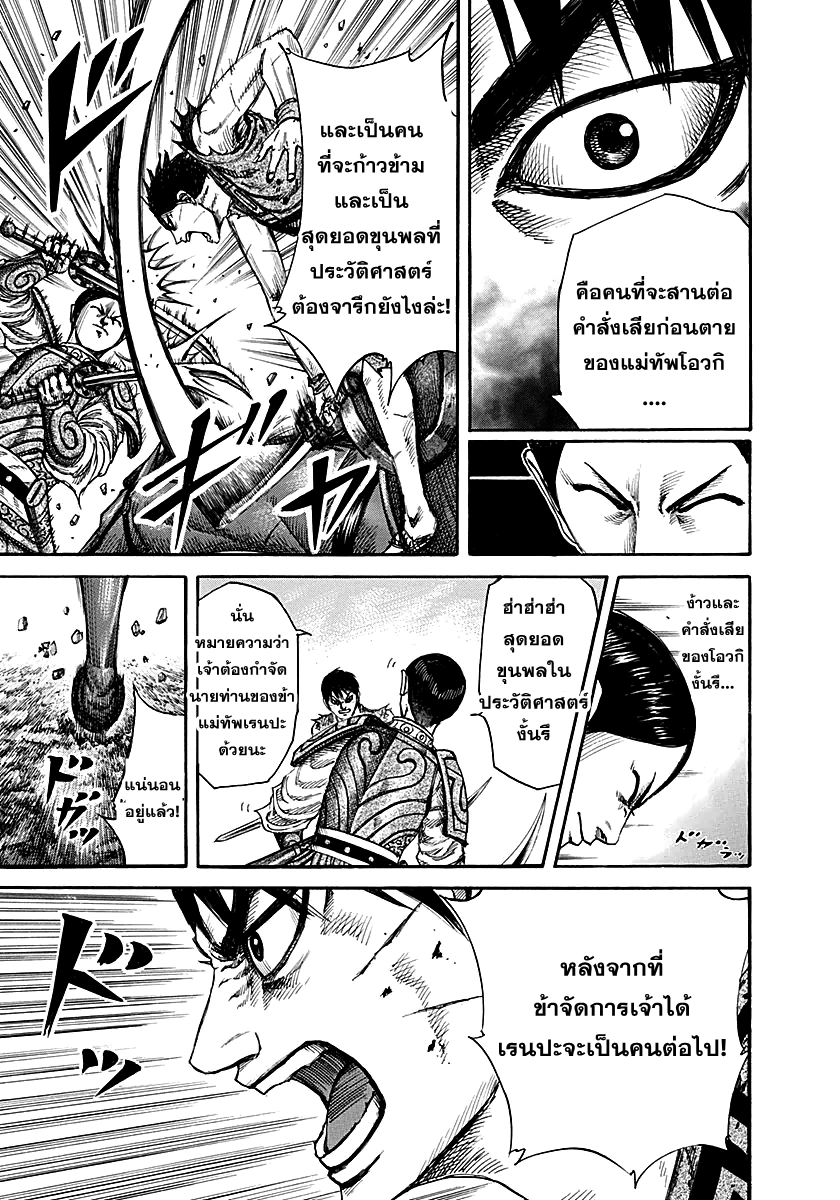 คือคนที่จะสานต่อ
คำสั่งเสียก่อนตาย
ของแม่ทัพโอวกิ
....
และเป็นคน
ที่จะก้าวข้าม
และเป็น
สุดยอดขุนพลที่
ประวัติศาสตร์
ต้องจารึกยังไงล่ะ!
ง้าวและ
คำสั่งเสีย
ของโอวกิ
งั้นรึ...
ฮ่าฮ่าฮ่า
สุดยอด
ขุนพลใน
ประวัติศาสตร์
งั้นรึ
นั่น
หมายความว่า
เจ้าต้องกำจัด
นายท่านของข้า
แม่ทัพเรนปะ
ด้วยนะ
แน่นอน
อยู่แล้ว!
ドガッ
หลังจากที่
ข้าจัดการเจ้าได้
เรนปะจะเป็นคนต่อไป!
ドドッ